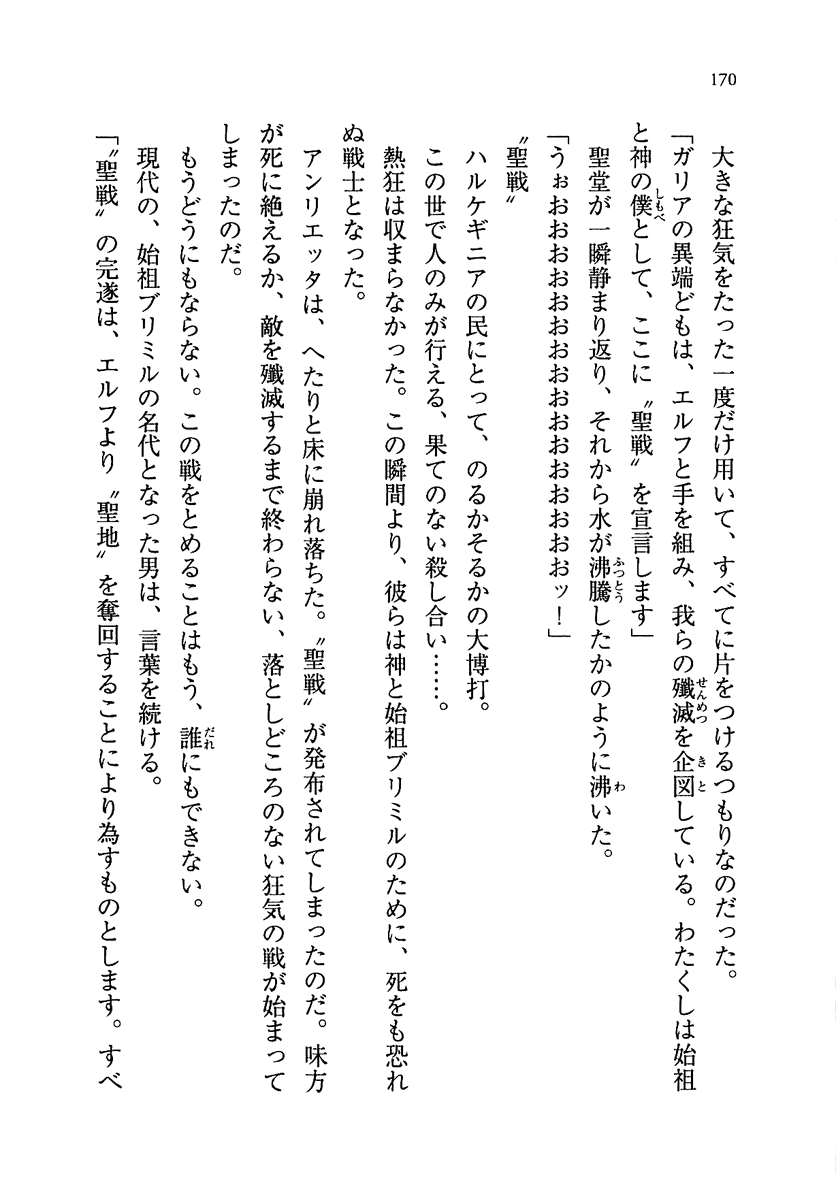 170
大きな狂気をたった一度だけ用いて、すべてに片をつけるつもりなのだった。
「ガリアの異端どもは、エルフと手を組み、我らの殲滅を企図している。わたくしは始祖
と神の僕として、ここに〝聖戦〟を宣言します」
聖堂が一瞬静まり返り、それから水が沸騰したかのように沸いた。
「うぉおおおおおおおおおおおおおおおおおおッ！」
〝聖戦〟
ハルケギニアの民にとって、のるかそるかの大博打。
この世で人のみが行える、果てのない殺し合い……。
熱狂は収まらなかった。この瞬間より、彼らは神と始祖ブリミルのために、死をも恐れ
ぬ戦士となった。
アンリエッタは、へたりと床に崩れ落ちた。〝聖戦〟が発布されてしまったのだ。味方
が死に絶えるか、敵を殲滅するまで終わらない、落としどころのない狂気の戦が始まって
しまったのだ。
もうどうにもならない。この戦をとめることはもう、誰にもできない。
現代の、始祖ブリミルの名代となった男は、言葉を続ける。
「〝聖戦〟の完遂は、エルフより〝聖地〟を奪回することにより為すものとします。すべ